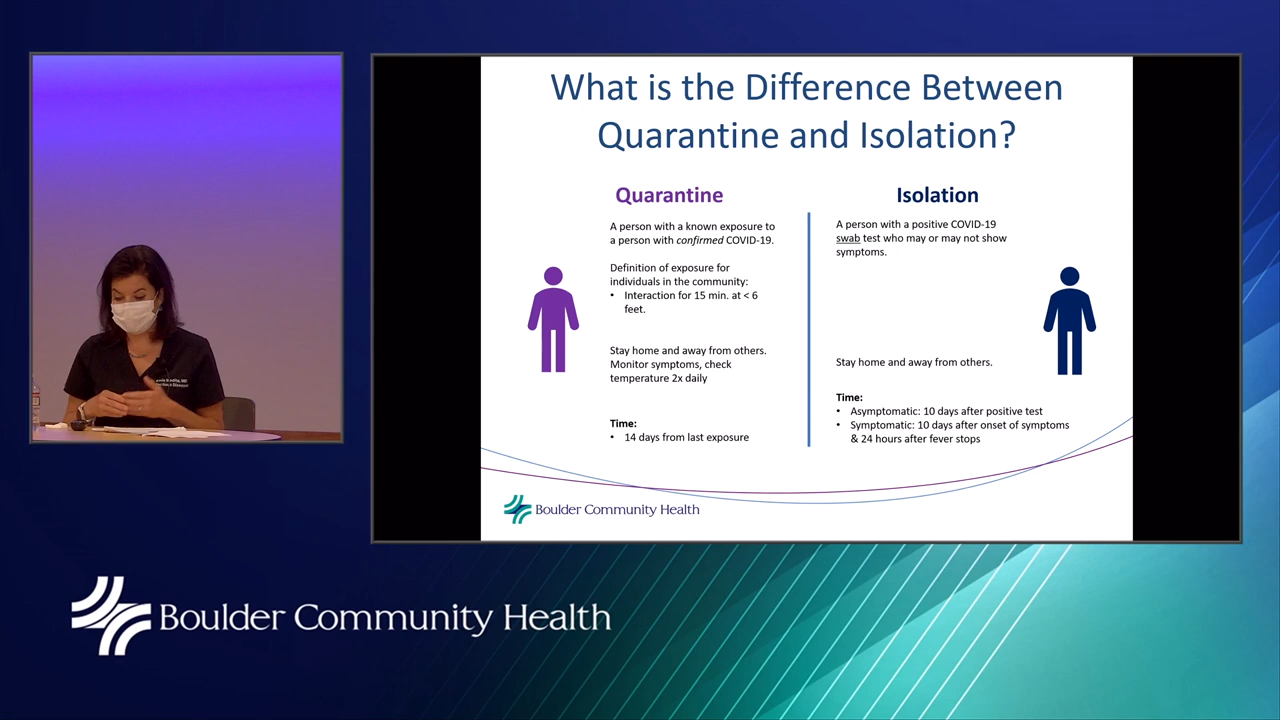 What is the Difference Between
Quarantine and Isolation?
Quarantine
A person with a known exposure to
a person with confirmed COVID-19.
Definition of exposure for
individuals in the community:
• Interaction for 15 min. at < 6
feet.
Stay home and away from others.
Monitor symptoms, check
temperature 2x daily
Time:
• 14 days from last exposure
Isolation
A person with a positive COVID-19
swab test who may or may not show
symptoms.
Stay home and away from others.
Time:
• Asymptomatic: 10 days after positive test
• Symptomatic: 10 days after onset of symptoms
& 24 hours after fever stops
Boulder Community Health
Boulder Community Health